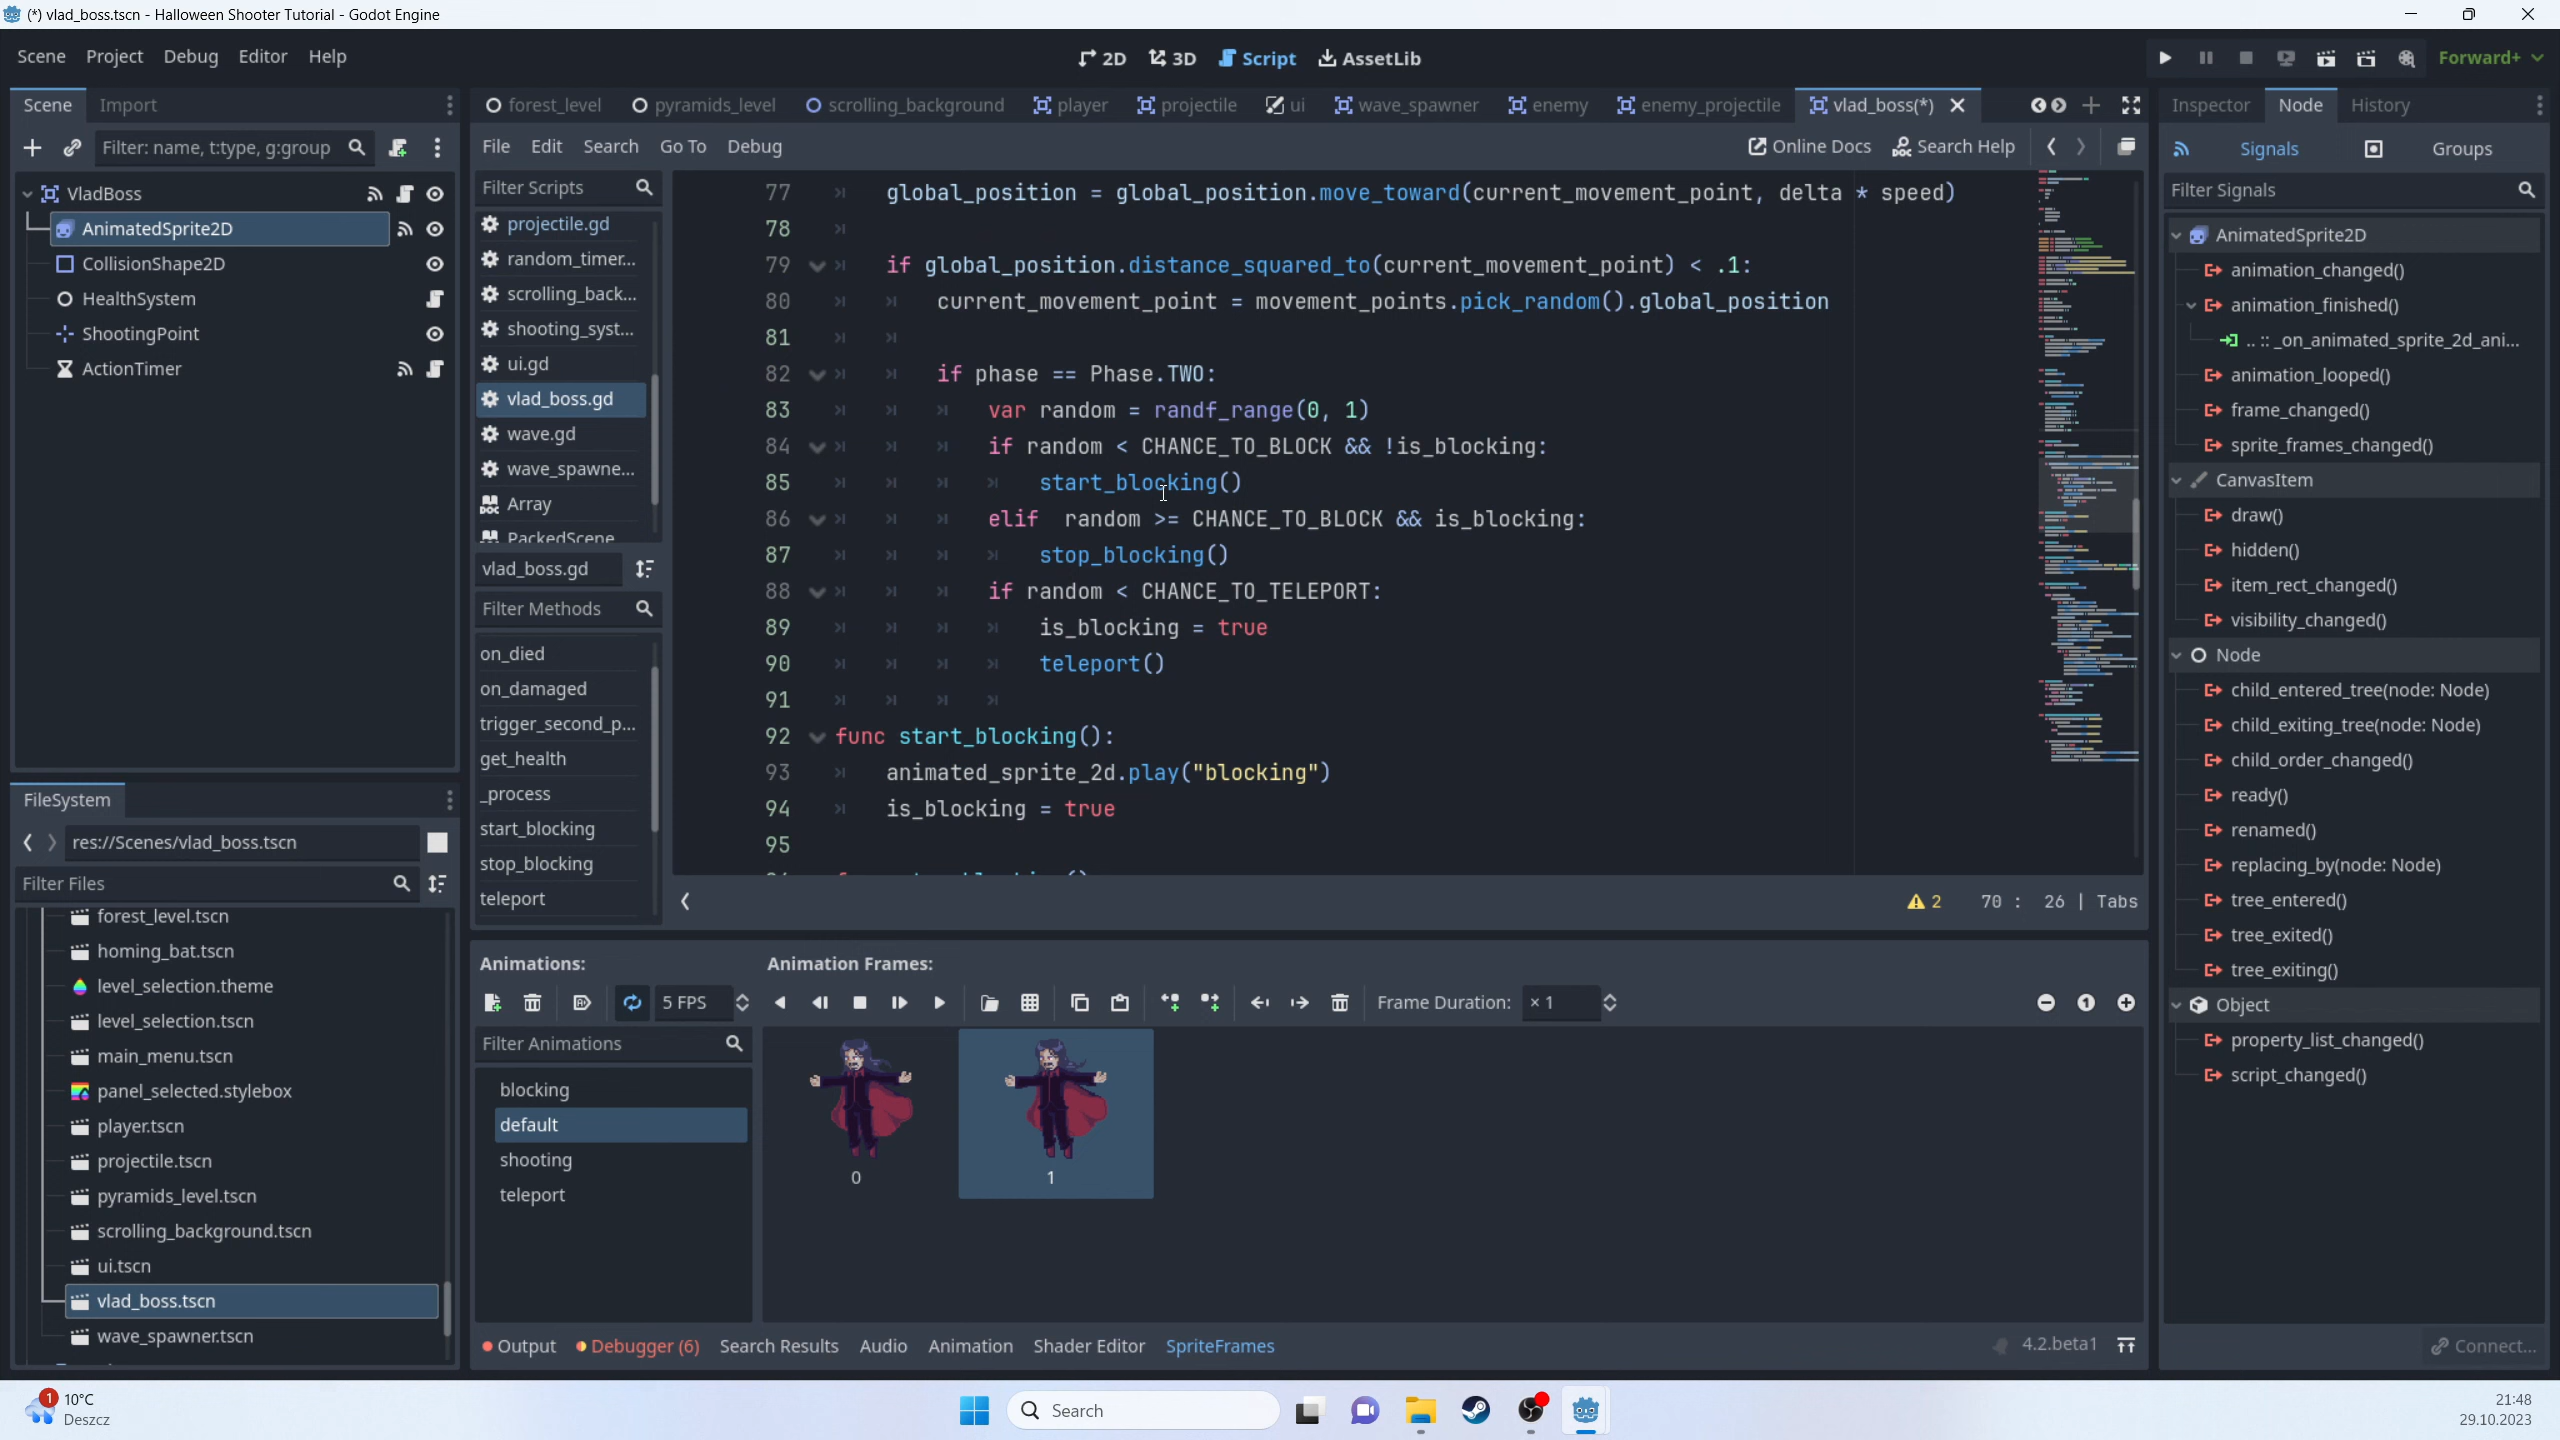 (*) vlad_boss.tscn - Halloween Shooter Tutorial - Godot Engine
Scene Project Debug Editor Help
2D 3D Script AssetLib
Forward+
Scene Import
forest_level pyramids_level scrolling_background player projectile ui wave_spawner enemy enemy_projectile vlad_boss(*)
Inspector Node History
Filter: name, t:type, g:group
File Edit Search Go To Debug
Online Docs Search Help
Signals Groups
VladBoss
AnimatedSprite2D
CollisionShape2D
HealthSystem
ShootingPoint
ActionTimer
Filter Scripts
projectile.gd
random_timer...
scrolling_back...
shooting_syst...
ui.gd
vlad_boss.gd
wave.gd
wave_spawne...
Array
PackedScene
vlad_boss.gd
Filter Methods
on_died
on_damaged
trigger_second_p...
get_health
_process
start_blocking
stop_blocking
teleport
77 global_position = global_position.move_toward(current_movement_point, delta * speed)
78
79 if global_position.distance_squared_to(current_movement_point) < .1:
80 current_movement_point = movement_points.pick_random().global_position
81
82 if phase == Phase.TWO:
83 var random = randf_range(0, 1)
84 if random < CHANCE_TO_BLOCK && !is_blocking:
85 start_blocking()
86 elif  random >= CHANCE_TO_BLOCK && is_blocking:
87 stop_blocking()
88 if random < CHANCE_TO_TELEPORT:
89 is_blocking = true
90 teleport()
91
92 func start_blocking():
93 animated_sprite_2d.play("blocking")
94 is_blocking = true
95
2 70 : 26 | Tabs
Filter Signals
AnimatedSprite2D
animation_changed()
animation_finished()
.. :: _on_animated_sprite_2d_ani...
animation_looped()
frame_changed()
sprite_frames_changed()
CanvasItem
draw()
hidden()
item_rect_changed()
visibility_changed()
Node
child_entered_tree(node: Node)
child_exiting_tree(node: Node)
child_order_changed()
ready()
renamed()
replacing_by(node: Node)
tree_entered()
tree_exited()
tree_exiting()
Object
property_list_changed()
script_changed()
Connect...
FileSystem
res://Scenes/vlad_boss.tscn
Filter Files
forest_level.tscn
homing_bat.tscn
level_selection.theme
level_selection.tscn
main_menu.tscn
panel_selected.stylebox
player.tscn
projectile.tscn
pyramids_level.tscn
scrolling_background.tscn
ui.tscn
vlad_boss.tscn
wave_spawner.tscn
Animations: Animation Frames:
5 FPS Frame Duration: × 1
Filter Animations
blocking
default
shooting
teleport
0 1
Output Debugger (6) Search Results Audio Animation Shader Editor SpriteFrames 4.2.beta1
1 10°C
Deszcz
Search
21:48
29.10.2023